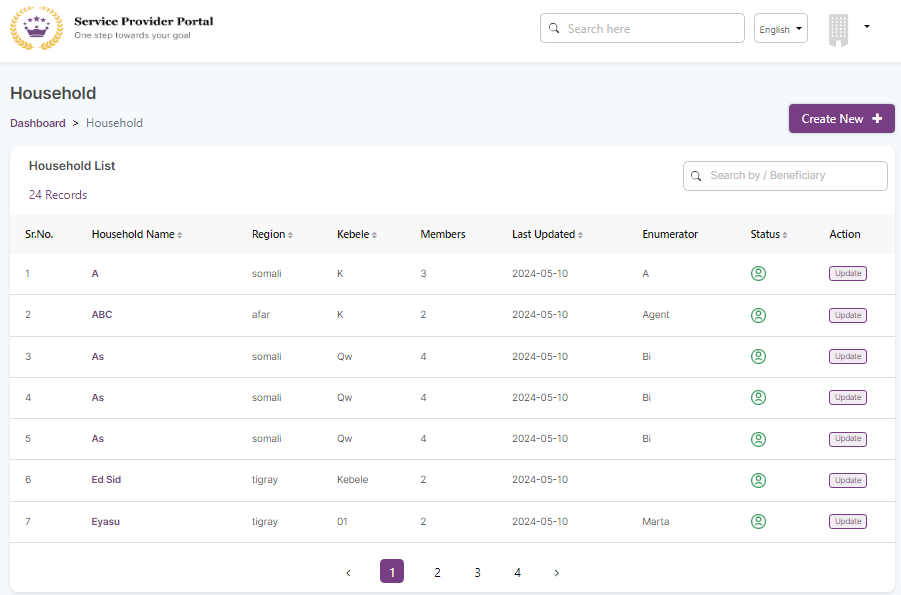 Service Provider Portal
One step towards your goal
Search here
English
Household
Dashboard > Household
Create New +
Household List
24 Records
Search by / Beneficiary
Sr.No. Household Name Region Kebele Members Last Updated Enumerator Status Action
1 A somali K 3 2024-05-10 A Update
2 ABC afar K 2 2024-05-10 Agent Update
3 As somali Qw 4 2024-05-10 Bi Update
4 As somali Qw 4 2024-05-10 Bi Update
5 As somali Qw 4 2024-05-10 Bi Update
6 Ed Sid tigray Kebele 2 2024-05-10 Update
7 Eyasu tigray 01 2 2024-05-10 Marta Update
‹ 1 2 3 4 ›